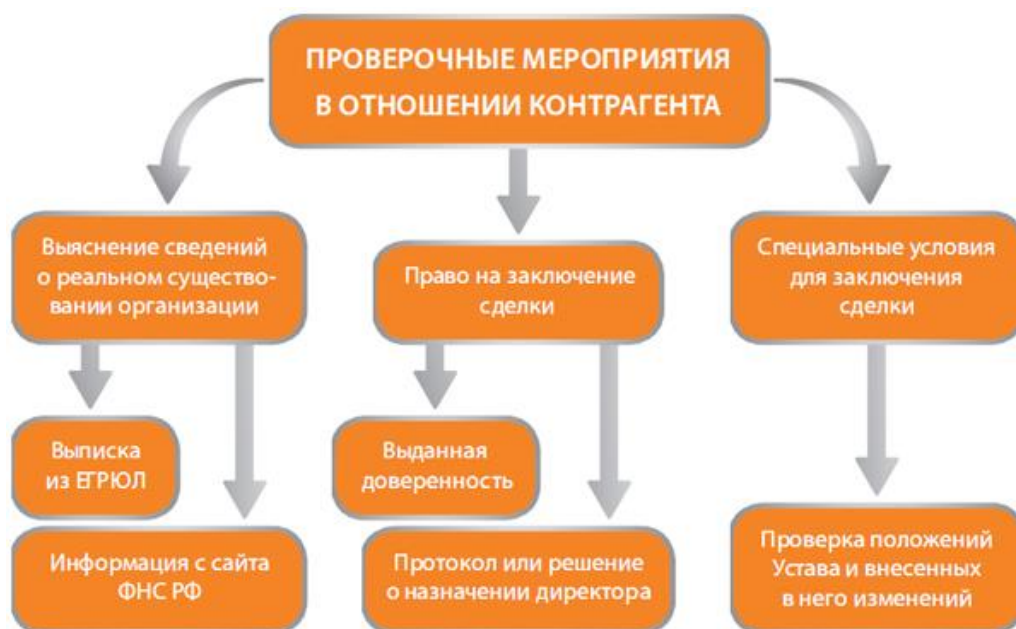 ПРОВЕРОЧНЫЕ МЕРОПРИЯТИЯ
В ОТНОШЕНИИ КОНТРАГЕНТА
Выяснение сведений
о реальном существо-
вании организации
Право на заключение
сделки
Специальные условия
для заключения
сделки
Выписка
из ЕГРЮЛ
Выданная
доверенность
Информация с сайта
ФНС РФ
Протокол или решение
о назначении директора
Проверка положений
Устава и внесенных
в него изменений